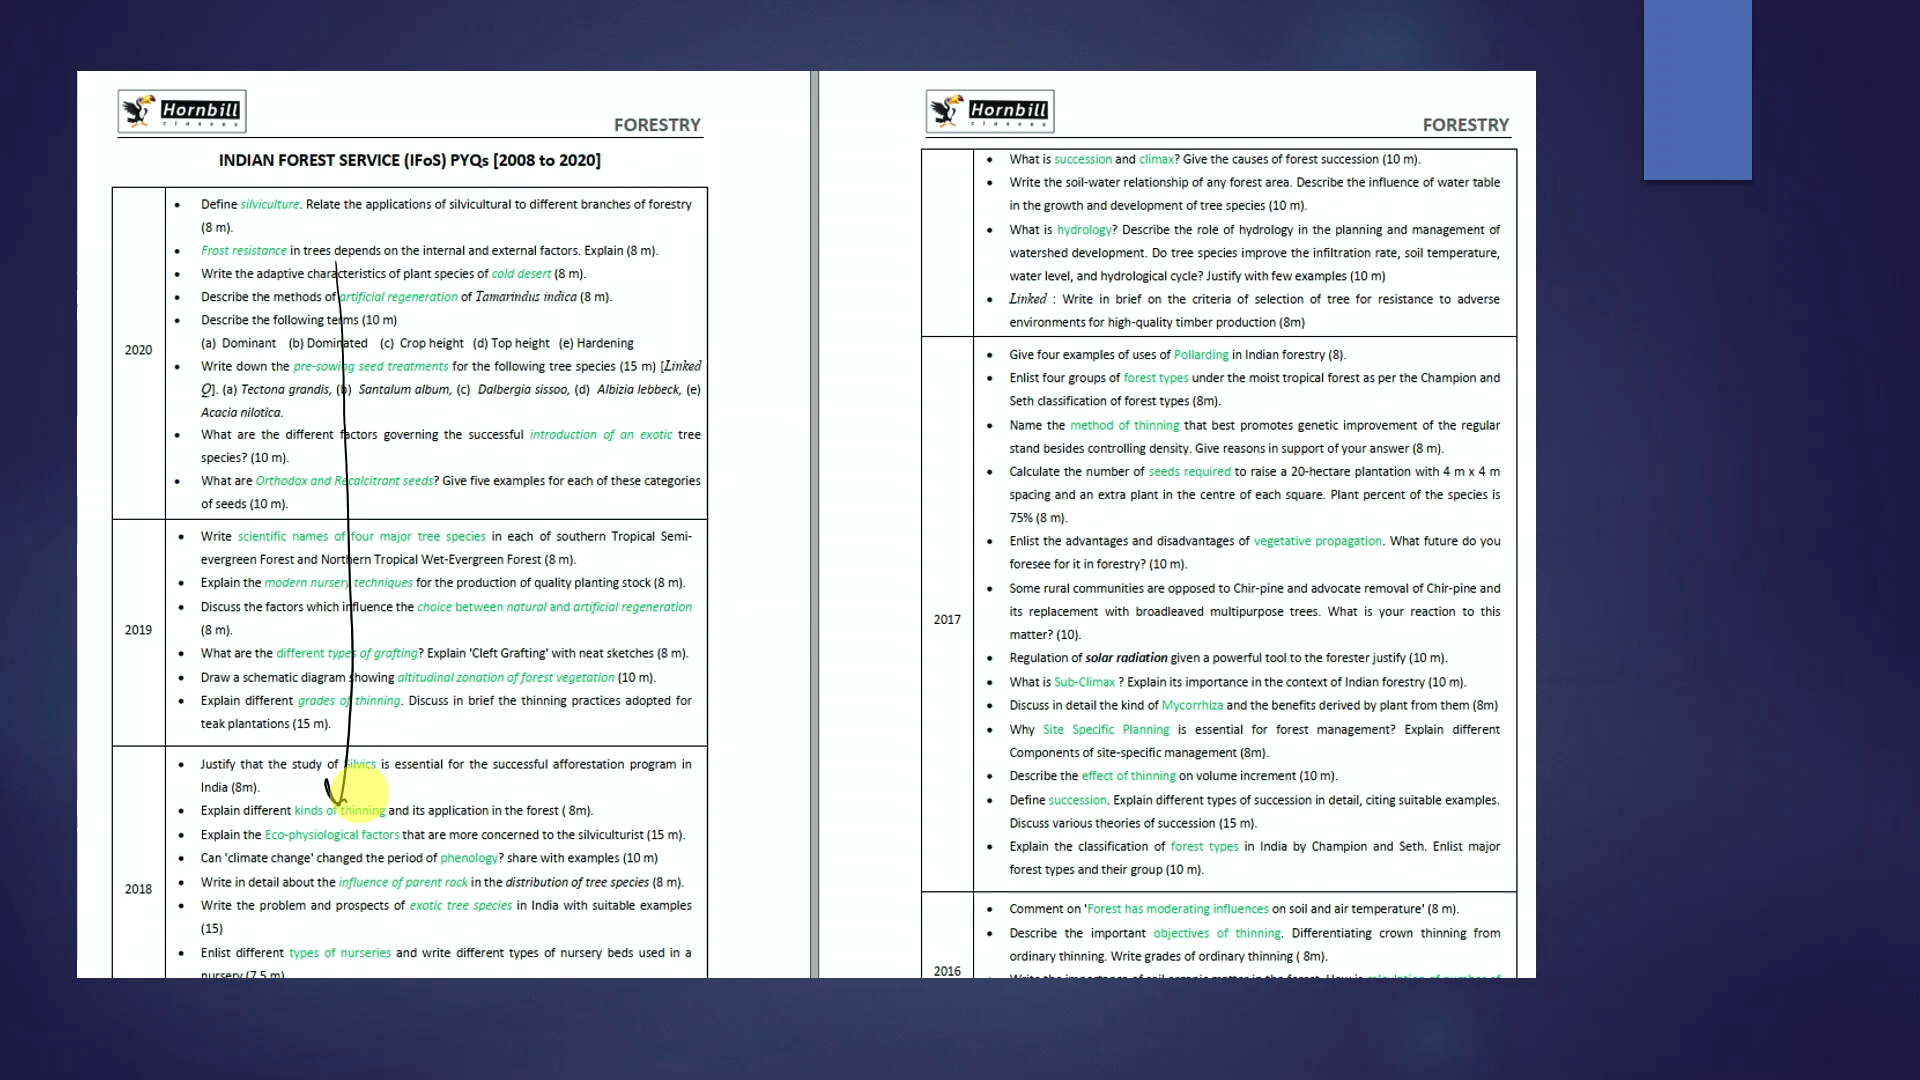 Hornbill
classes
FORESTRY
INDIAN FOREST SERVICE (IFoS) PYQs [2008 to 2020]
2020
• Define silviculture. Relate the applications of silvicultural to different branches of forestry
(8 m).
• Frost resistance in trees depends on the internal and external factors. Explain (8 m).
• Write the adaptive characteristics of plant species of cold desert (8 m).
• Describe the methods of artificial regeneration of Tamarindus indica (8 m).
• Describe the following terms (10 m)
(a) Dominant (b) Dominated (c) Crop height (d) Top height (e) Hardening
• Write down the pre-sowing seed treatments for the following tree species (15 m) [Linked
Q]. (a) Tectona grandis, (b) Santalum album, (c) Dalbergia sissoo, (d) Albizia lebbeck, (e)
Acacia nilotica.
• What are the different factors governing the successful introduction of an exotic tree
species? (10 m).
• What are Orthodox and Recalcitrant seeds? Give five examples for each of these categories
of seeds (10 m).
2019
• Write scientific names of four major tree species in each of southern Tropical Semi-
evergreen Forest and Northern Tropical Wet-Evergreen Forest (8 m).
• Explain the modern nursery techniques for the production of quality planting stock (8 m).
• Discuss the factors which influence the choice between natural and artificial regeneration
(8 m).
• What are the different types of grafting? Explain 'Cleft Grafting' with neat sketches (8 m).
• Draw a schematic diagram showing altitudinal zonation of forest vegetation (10 m).
• Explain different grades of thinning. Discuss in brief the thinning practices adopted for
teak plantations (15 m).
2018
• Justify that the study of Silvics is essential for the successful afforestation program in
India (8m).
• Explain different kinds of thinning and its application in the forest ( 8m).
• Explain the Eco-physiological factors that are more concerned to the silviculturist (15 m).
• Can 'climate change' changed the period of phenology? share with examples (10 m)
• Write in detail about the influence of parent rock in the distribution of tree species (8 m).
• Write the problem and prospects of exotic tree species in India with suitable examples
(15)
• Enlist different types of nurseries and write different types of nursery beds used in a
nursery (7.5 m)
Hornbill
classes
FORESTRY
• What is succession and climax? Give the causes of forest succession (10 m).
• Write the soil-water relationship of any forest area. Describe the influence of water table
in the growth and development of tree species (10 m).
• What is hydrology? Describe the role of hydrology in the planning and management of
watershed development. Do tree species improve the infiltration rate, soil temperature,
water level, and hydrological cycle? Justify with few examples (10 m)
• Linked : Write in brief on the criteria of selection of tree for resistance to adverse
environments for high-quality timber production (8m)
2017
• Give four examples of uses of Pollarding in Indian forestry (8).
• Enlist four groups of forest types under the moist tropical forest as per the Champion and
Seth classification of forest types (8m).
• Name the method of thinning that best promotes genetic improvement of the regular
stand besides controlling density. Give reasons in support of your answer (8 m).
• Calculate the number of seeds required to raise a 20-hectare plantation with 4 m x 4 m
spacing and an extra plant in the centre of each square. Plant percent of the species is
75% (8 m).
• Enlist the advantages and disadvantages of vegetative propagation. What future do you
foresee for it in forestry? (10 m).
• Some rural communities are opposed to Chir-pine and advocate removal of Chir-pine and
its replacement with broadleaved multipurpose trees. What is your reaction to this
matter? (10).
• Regulation of solar radiation given a powerful tool to the forester justify (10 m).
• What is Sub-Climax ? Explain its importance in the context of Indian forestry (10 m).
• Discuss in detail the kind of Mycorrhiza and the benefits derived by plant from them (8m)
• Why Site Specific Planning is essential for forest management? Explain different
Components of site-specific management (8m).
• Describe the effect of thinning on volume increment (10 m).
• Define succession. Explain different types of succession in detail, citing suitable examples.
Discuss various theories of succession (15 m).
• Explain the classification of forest types in India by Champion and Seth. Enlist major
forest types and their group (10 m).
2016
• Comment on 'Forest has moderating influences on soil and air temperature' (8 m).
• Describe the important objectives of thinning. Differentiating crown thinning from
ordinary thinning. Write grades of ordinary thinning ( 8m).